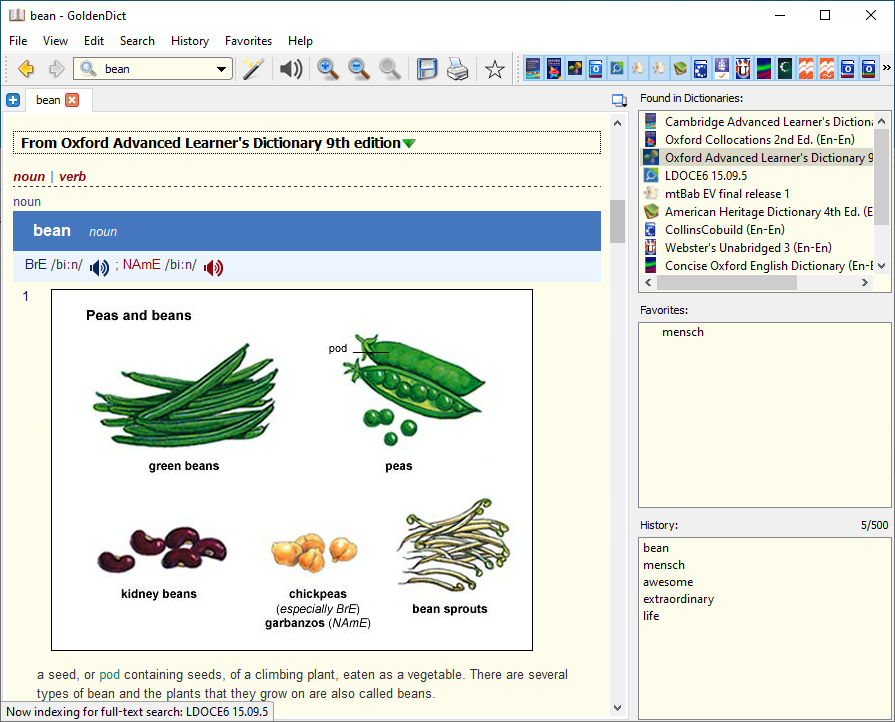 bean - GoldenDict
File View Edit Search History Favorites Help
bean
»
bean
From Oxford Advanced Learner's Dictionary 9th edition
noun | verb
noun
bean noun
BrE /biːn/ ; NAmE /biːn/
1
Peas and beans
pod
green beans
peas
kidney beans
chickpeas
(especially BrE)
garbanzos (NAmE)
bean sprouts
a seed, or pod containing seeds, of a climbing plant, eaten as a vegetable. There are several
types of bean and the plants that they grow on are also called beans.
Now indexing for full-text search: LDOCE6 15.09.5
Found in Dictionaries:
Cambridge Advanced Learner's Dictiona
Oxford Collocations 2nd Ed. (En-En)
Oxford Advanced Learner's Dictionary 9
LDOCE6 15.09.5
mtBab EV final release 1
American Heritage Dictionary 4th Ed. (E
CollinsCobuild (En-En)
Webster's Unabridged 3 (En-En)
Concise Oxford English Dictionary (En-E
Favorites:
mensch
History: 5/500
bean
mensch
awesome
extraordinary
life